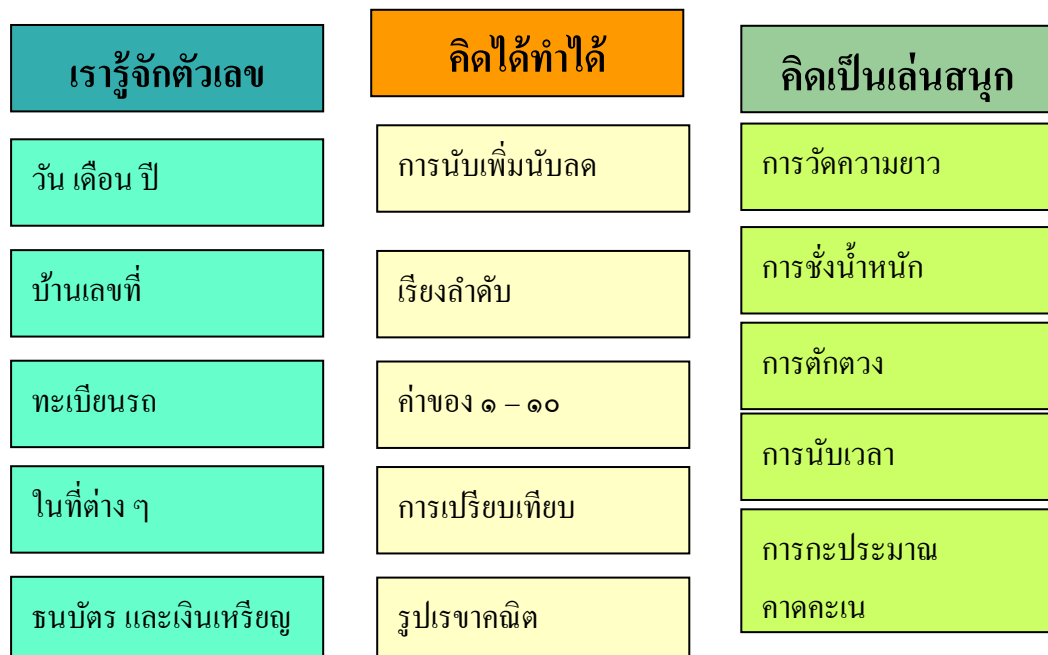 เรารู้จักตัวเลข
วัน เดือน ปี
บ้านเลขที่
ทะเบียนรถ
ในที่ต่าง ๆ
ธนบัตร และเงินเหรียญ
คิดได้ทำได้
การนับเพิ่มนับลด
เรียงลำดับ
ค่าของ ๑ – ๑๐
การเปรียบเทียบ
รูปเรขาคณิต
คิดเป็นเล่นสนุก
การวัดความยาว
การชั่งน้ำหนัก
การตักตวง
การนับเวลา
การกะประมาณ
คาดคะเน